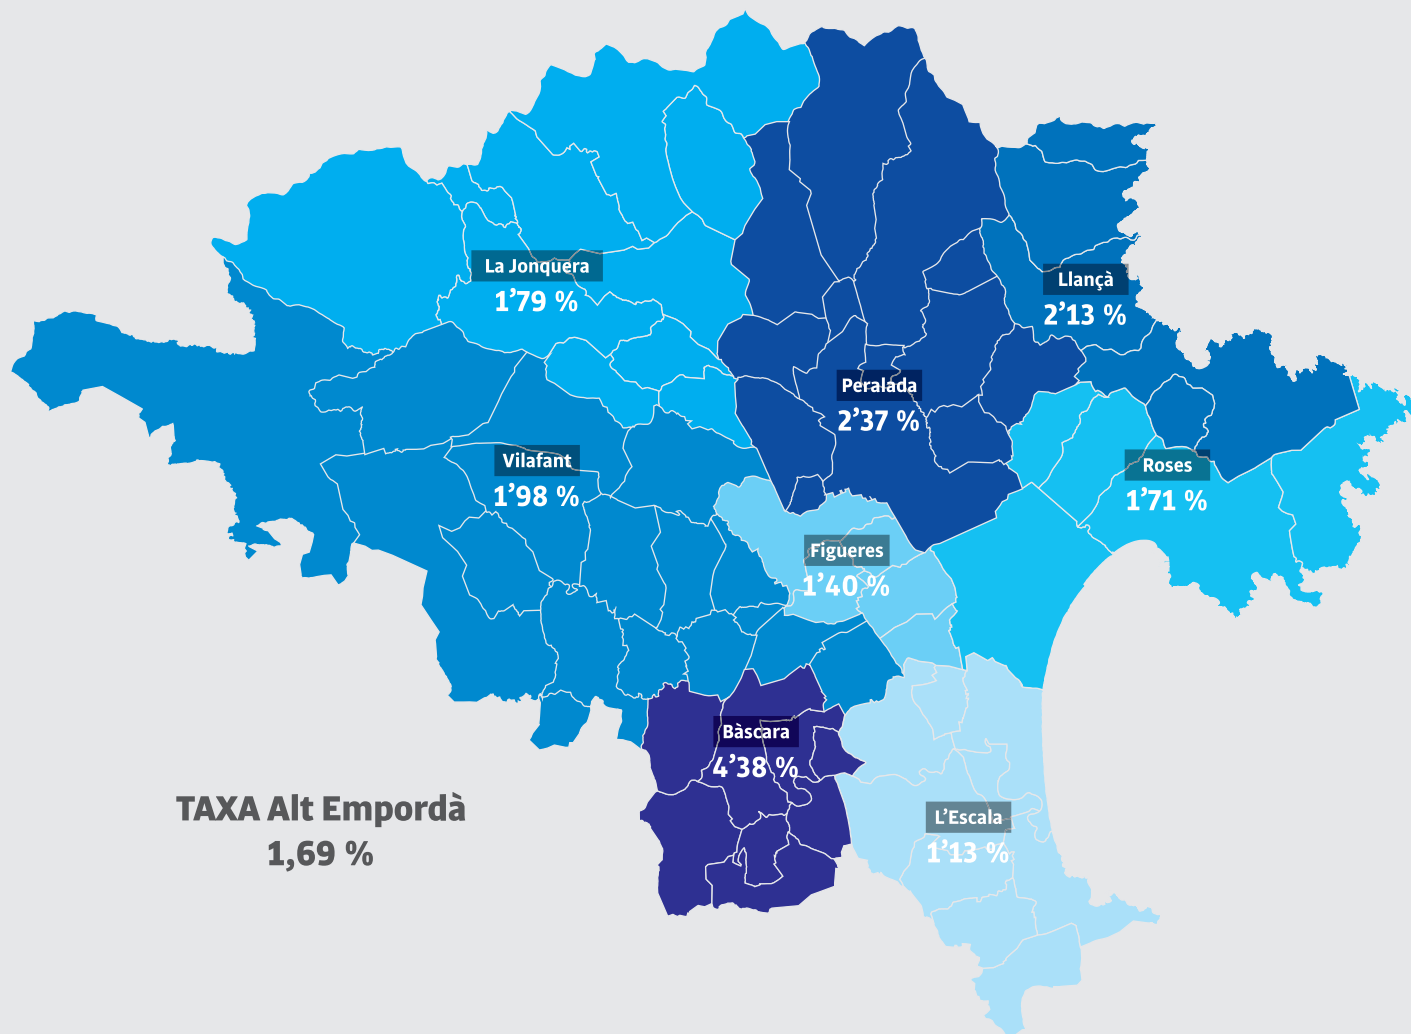 La Jonquera
1’79 %
Llançà
2’13 %
Peralada
2’37 %
Vilafant
1’98 %
Roses
1’71 %
Figueres
1’40 %
Bàscara
4’38 %
L’Escala
1’13 %
TAXA Alt Empordà
1,69 %